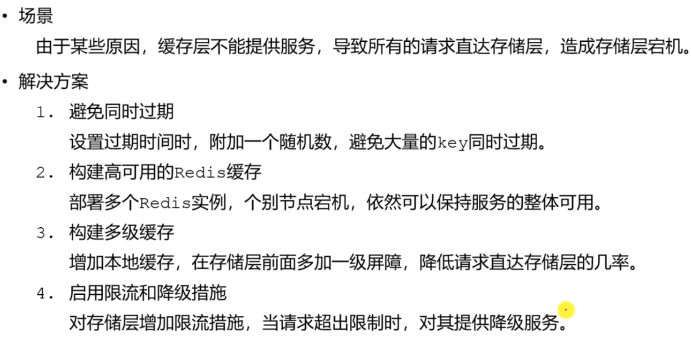 • 场景
由于某些原因，缓存层不能提供服务，导致所有的请求直达存储层，造成存储层宕机。
• 解决方案
1. 避免同时过期
设置过期时间时，附加一个随机数，避免大量的key同时过期。
2. 构建高可用的Redis缓存
部署多个Redis实例，个别节点宕机，依然可以保持服务的整体可用。
3. 构建多级缓存
增加本地缓存，在存储层前面多加一级屏障，降低请求直达存储层的几率。
4. 启用限流和降级措施
对存储层增加限流措施，当请求超出限制时，对其提供降级服务。